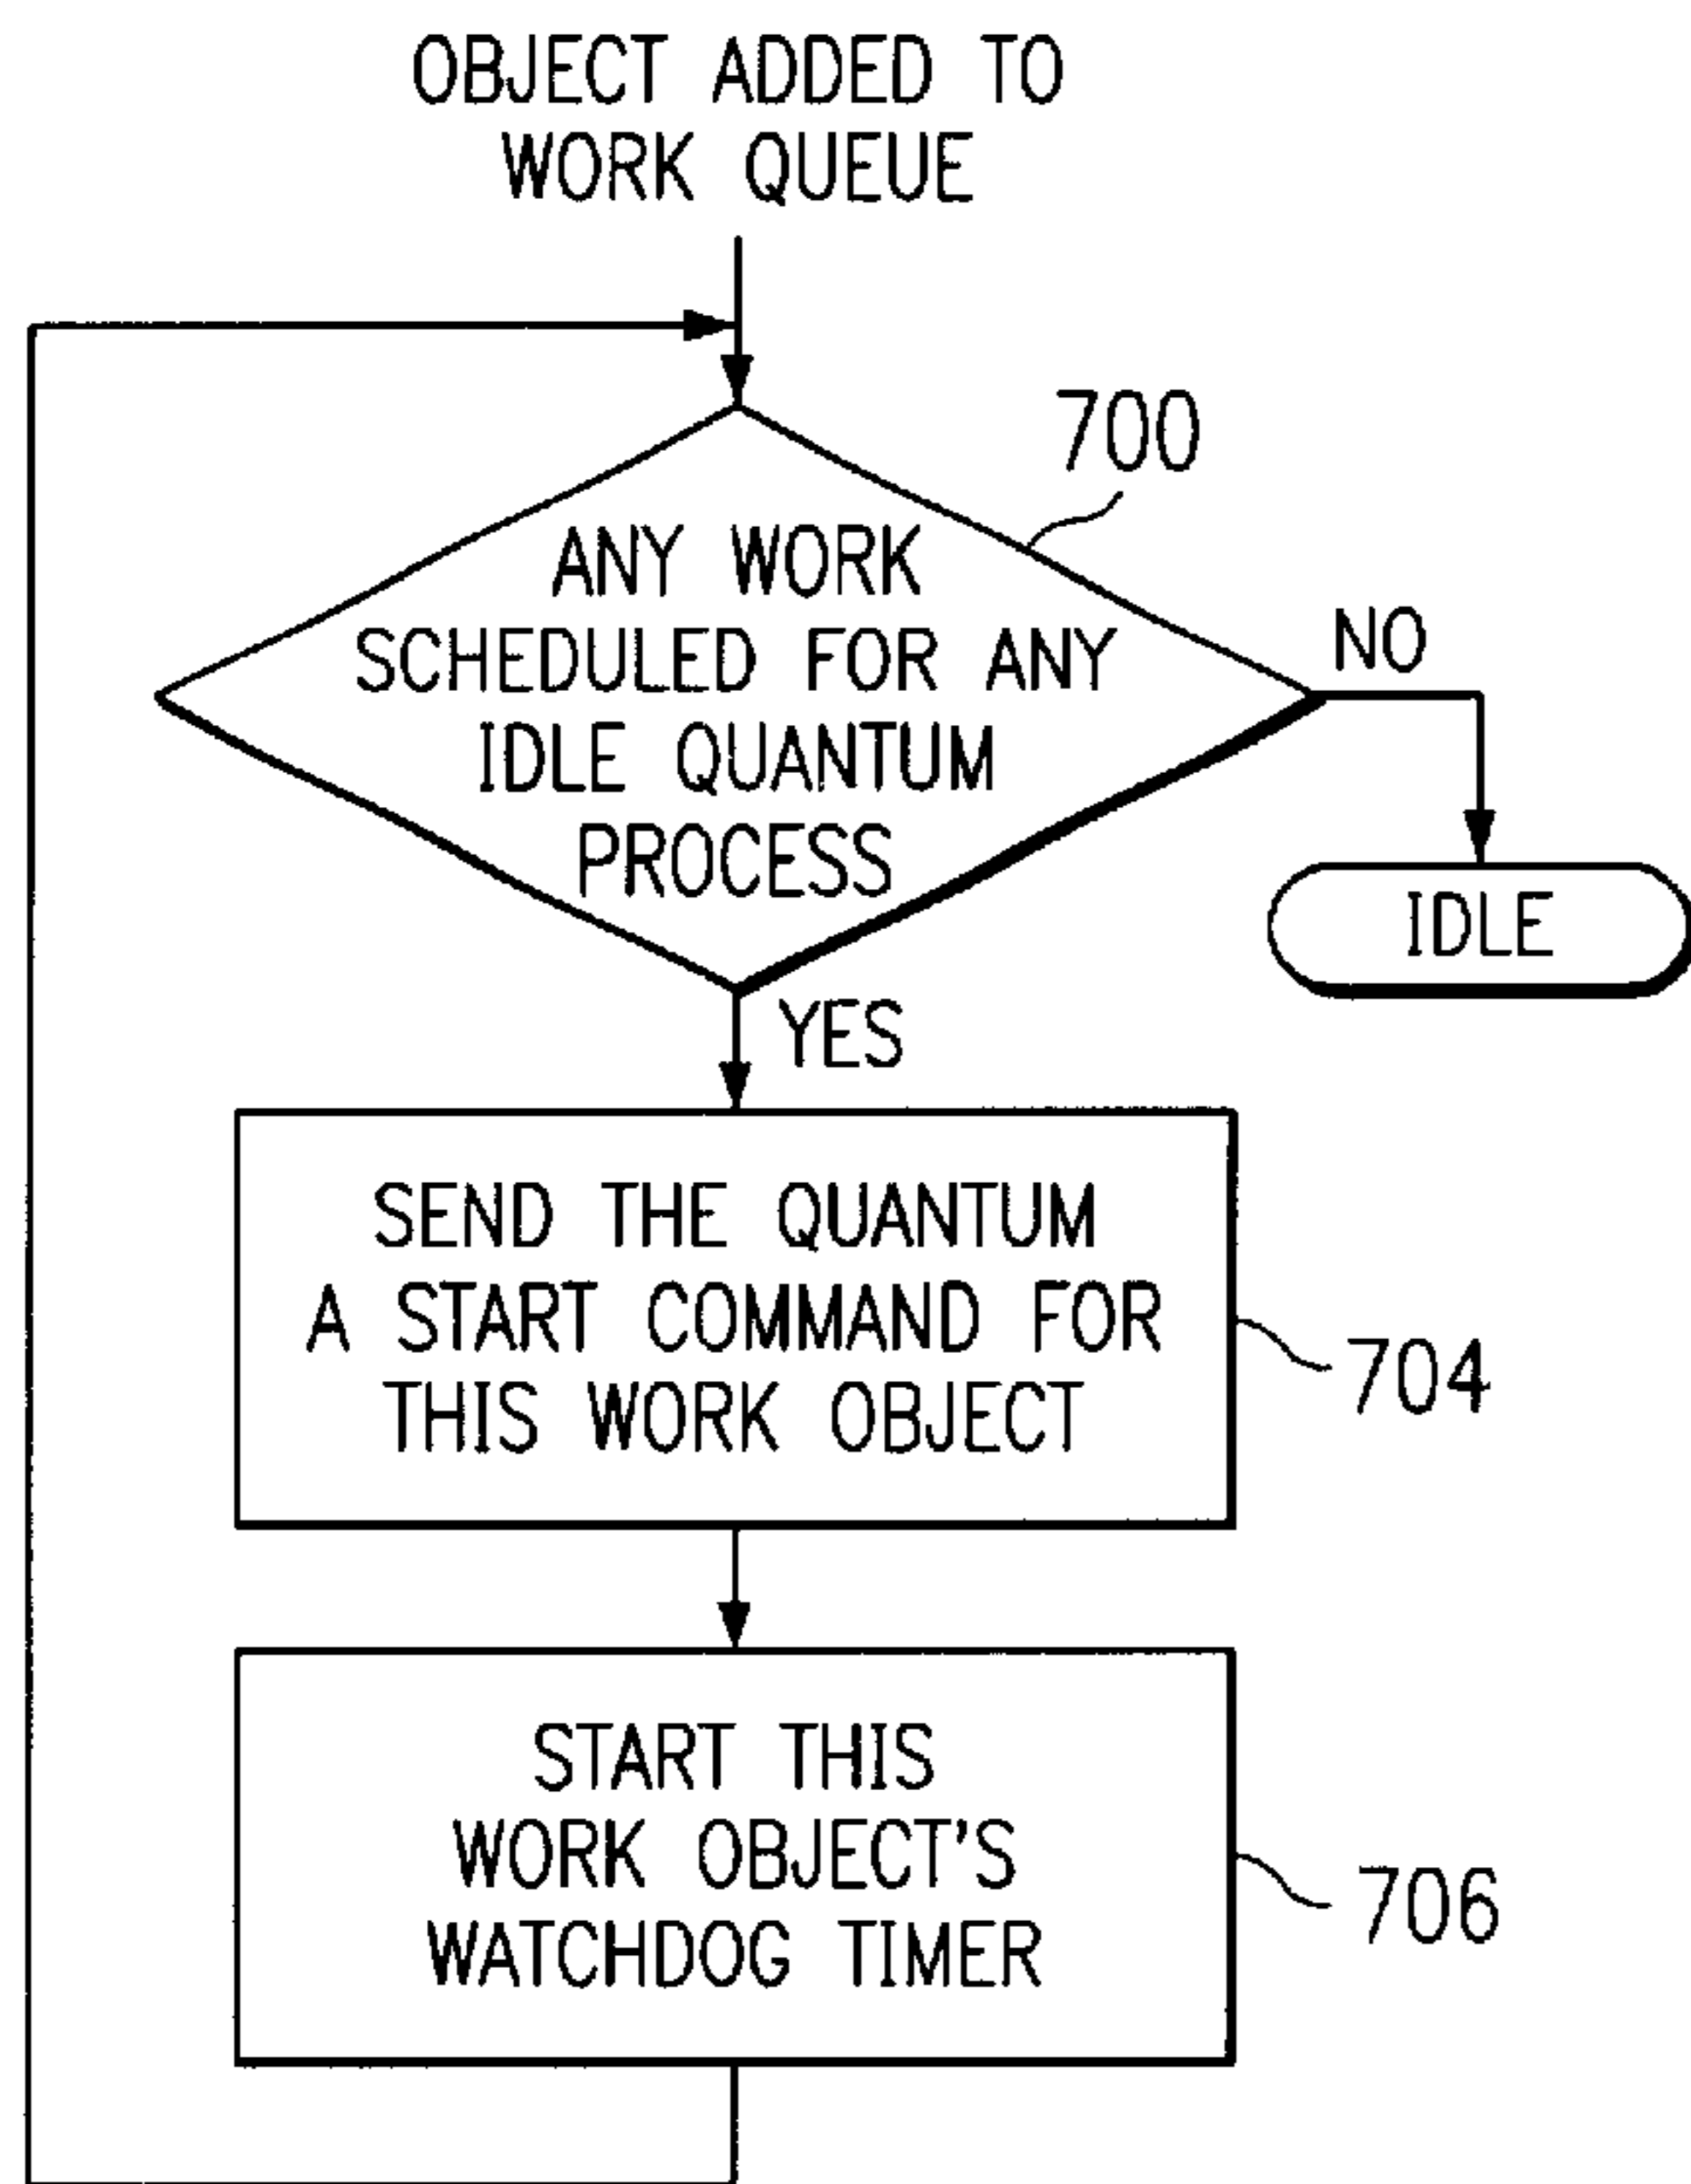 OBJECT ADDED TO
WORK QUEUE
700
ANY WORK
SCHEDULED FOR ANY
IDLE QUANTUM
PROCESS
NO
IDLE
YES
SEND THE QUANTUM
A START COMMAND FOR
THIS WORK OBJECT
704
START THIS
WORK OBJECT'S
WATCHDOG TIMER
706